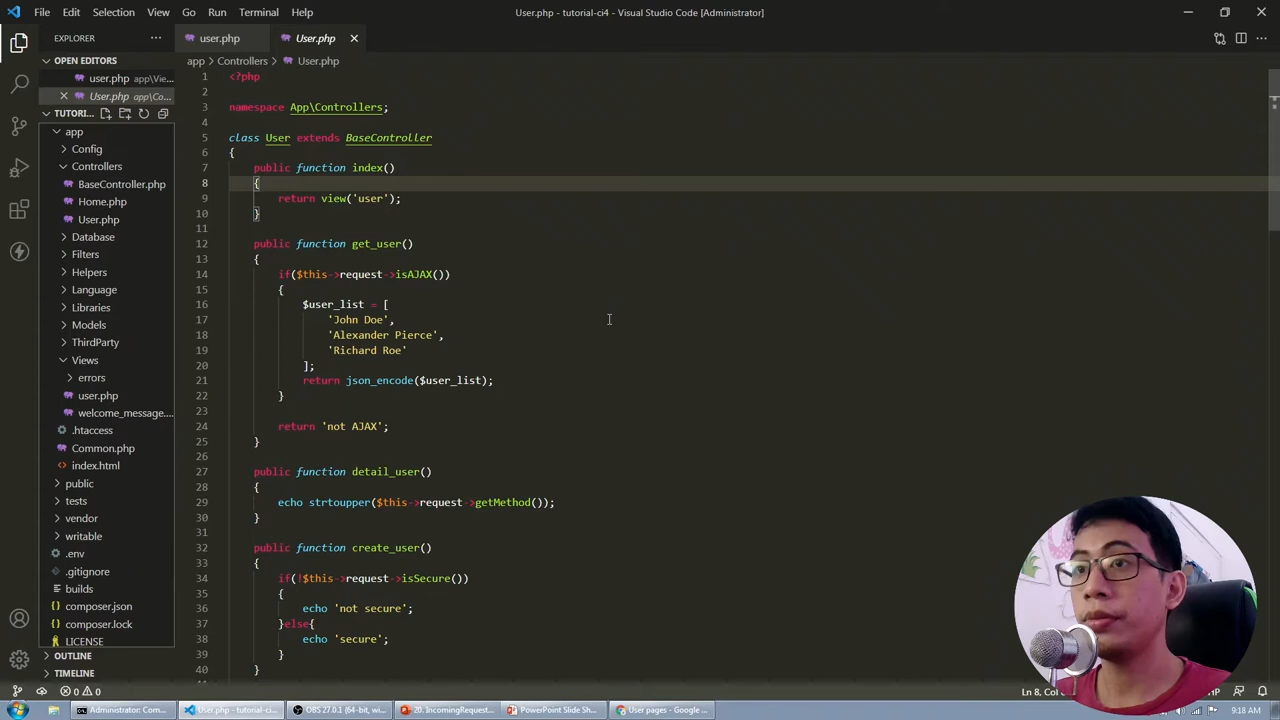 File Edit Selection View Go Run Terminal Help
User.php - tutorial-ci4 - Visual Studio Code [Administrator]
EXPLORER
user.php
User.php
OPEN EDITORS
user.php app\Vie...
User.php app\Co...
TUTORI...
app
Config
Controllers
BaseController.php
Home.php
User.php
Database
Filters
Helpers
Language
Libraries
Models
ThirdParty
Views
errors
user.php
welcome_message....
.htaccess
Common.php
index.html
public
tests
vendor
writable
.env
.gitignore
builds
composer.json
composer.lock
LICENSE
OUTLINE
TIMELINE
app > Controllers > User.php
1 <?php
2
3 namespace App\Controllers;
4
5 class User extends BaseController
6 {
7 public function index()
8 {
9 return view('user');
10 }
11
12 public function get_user()
13 {
14 if($this->request->isAJAX())
15 {
16 $user_list = [
17 'John Doe',
18 'Alexander Pierce',
19 'Richard Roe'
20 ];
21 return json_encode($user_list);
22 }
23
24 return 'not AJAX';
25 }
26
27 public function detail_user()
28 {
29 echo strtoupper($this->request->getMethod());
30 }
31
32 public function create_user()
33 {
34 if(!$this->request->isSecure())
35 {
36 echo 'not secure';
37 }else{
38 echo 'secure';
39 }
40 }
0 0
Ln 8,
Administrator: Com...
User.php - tutorial-ci...
OBS 27.0.1 (64-bit, wi...
20. IncomingRequest...
PowerPoint Slide Sh...
User pages - Google ...
9:18 AM